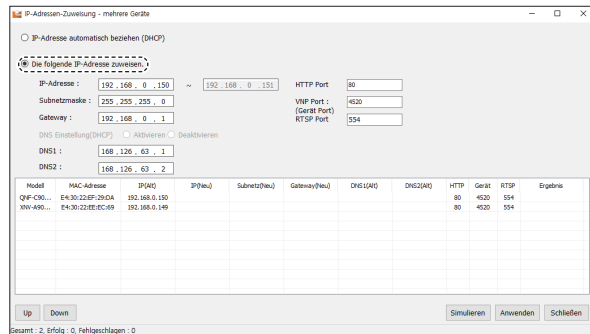 IP-Adressen-Zuweisung - mehrere Geräte
IP-Adresse automatisch beziehen (DHCP)
Die folgende IP-Adresse zuweisen.
IP-Adresse : 192 . 168 . 0 . 150 ~ 192 . 168 . 0 . 151 HTTP Port 80
Subnetzmaske : 255 . 255 . 255 . 0 VNP Port : 4520
(Gerät Port)
Gateway : 192 . 168 . 0 . 1 RTSP Port 554
DNS Einstellung(DHCP) Aktivieren Deaktivieren
DNS1 : 168 . 126 . 63 . 1
DNS2 : 168 . 126 . 63 . 2
Modell MAC-Adresse IP(Alt) IP(Neu) Subnetz(Neu) Gateway(Neu) DNS1(Alt) DNS2(Alt) HTTP Gerät RTSP Ergebnis
QNF-C90... E4:30:22:EF:29:DA 192.168.0.150 80 4520 554
XNV-A90... E4:30:22:EE:EC:69 192.168.0.149 80 4520 554
Up Down Simulieren Anwenden Schließen
Gesamt : 2, Erfolg : 0, Fehlgeschlagen : 0